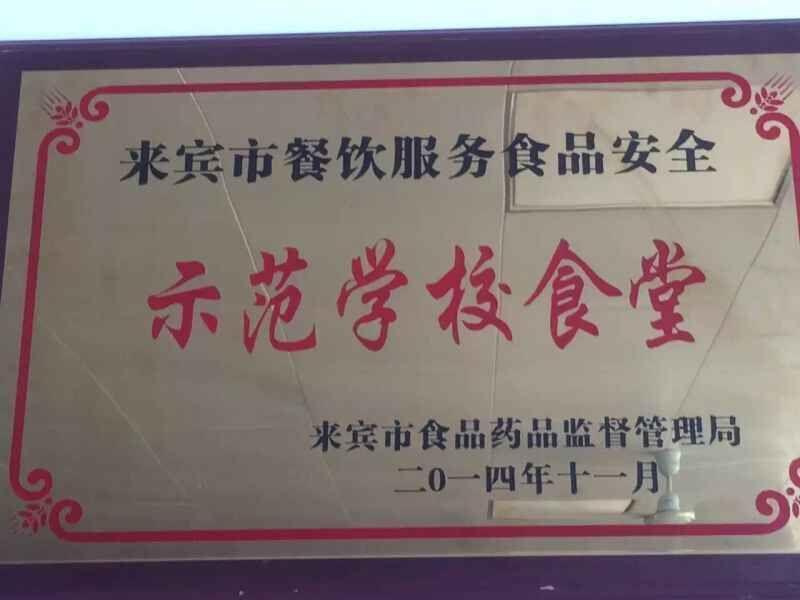 来宾市餐饮服务食品安全
示范学校食堂
来宾市食品药品监督管理局
二0一四年十一月